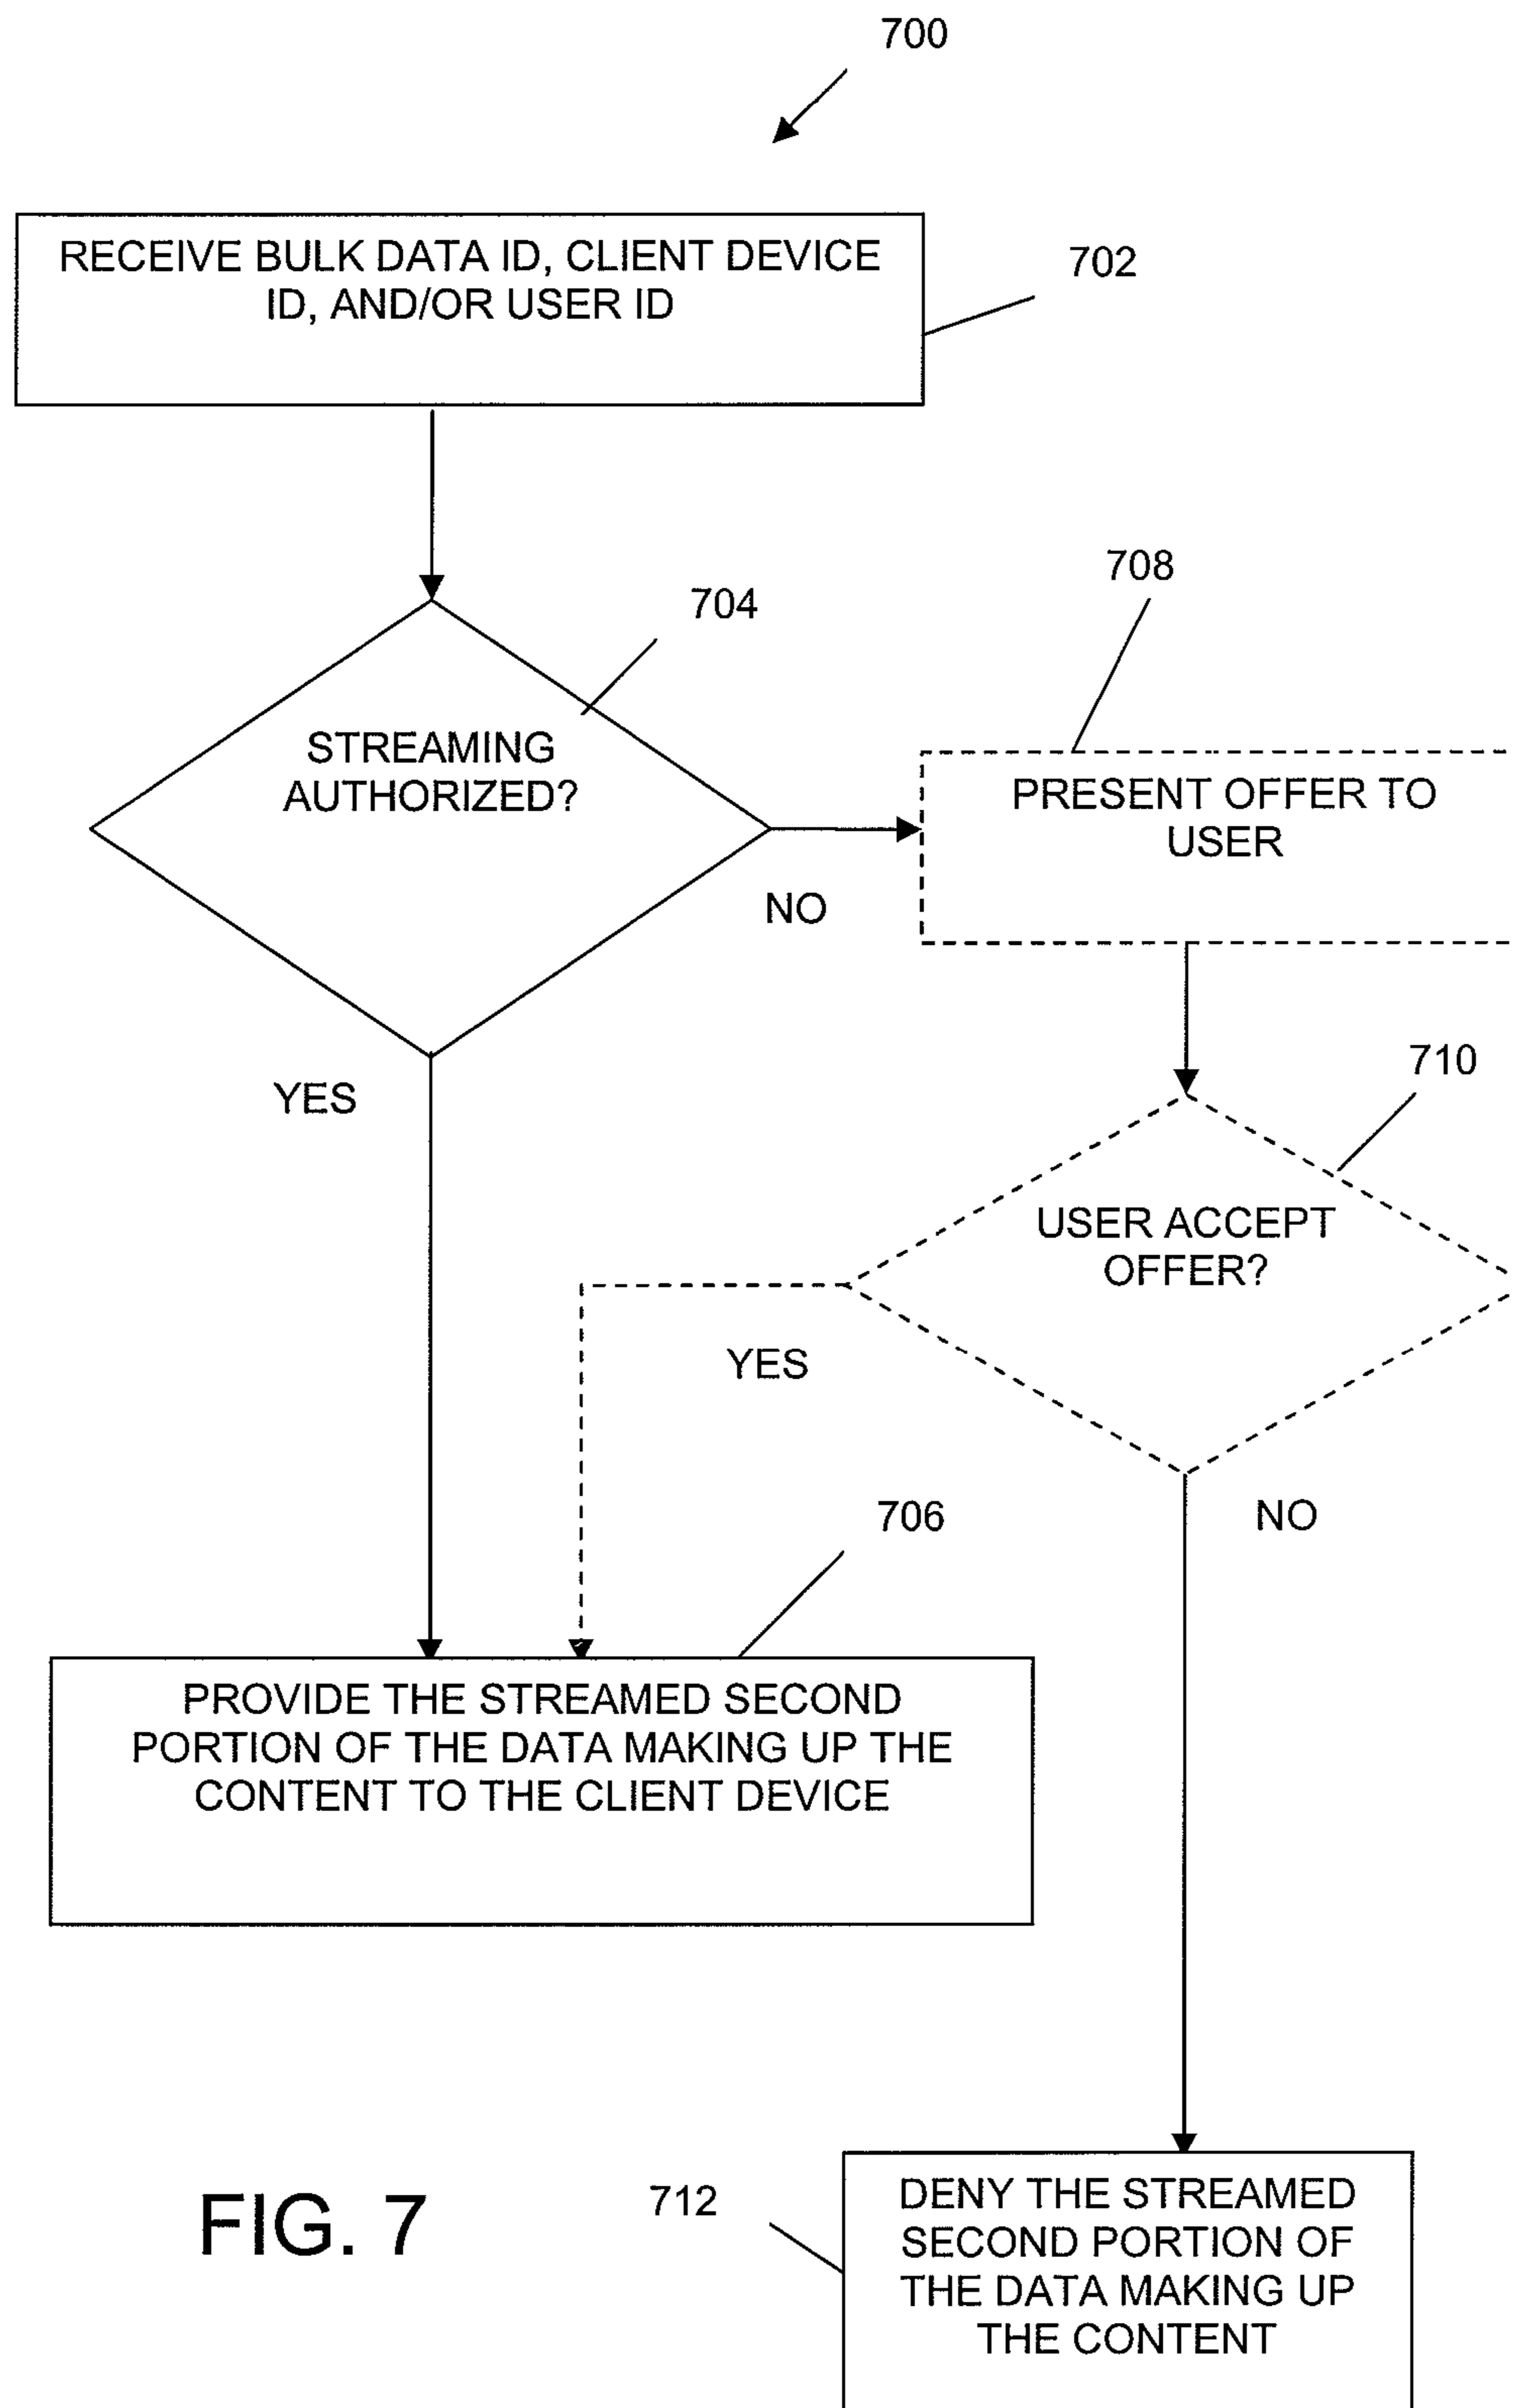 700
RECEIVE BULK DATA ID, CLIENT DEVICE
ID, AND/OR USER ID
702
704
STREAMING
AUTHORIZED?
NO
YES
708
PRESENT OFFER TO
USER
710
USER ACCEPT
OFFER?
YES
NO
706
PROVIDE THE STREAMED SECOND
PORTION OF THE DATA MAKING UP THE
CONTENT TO THE CLIENT DEVICE
712
DENY THE STREAMED
SECOND PORTION OF
THE DATA MAKING UP
THE CONTENT
FIG. 7